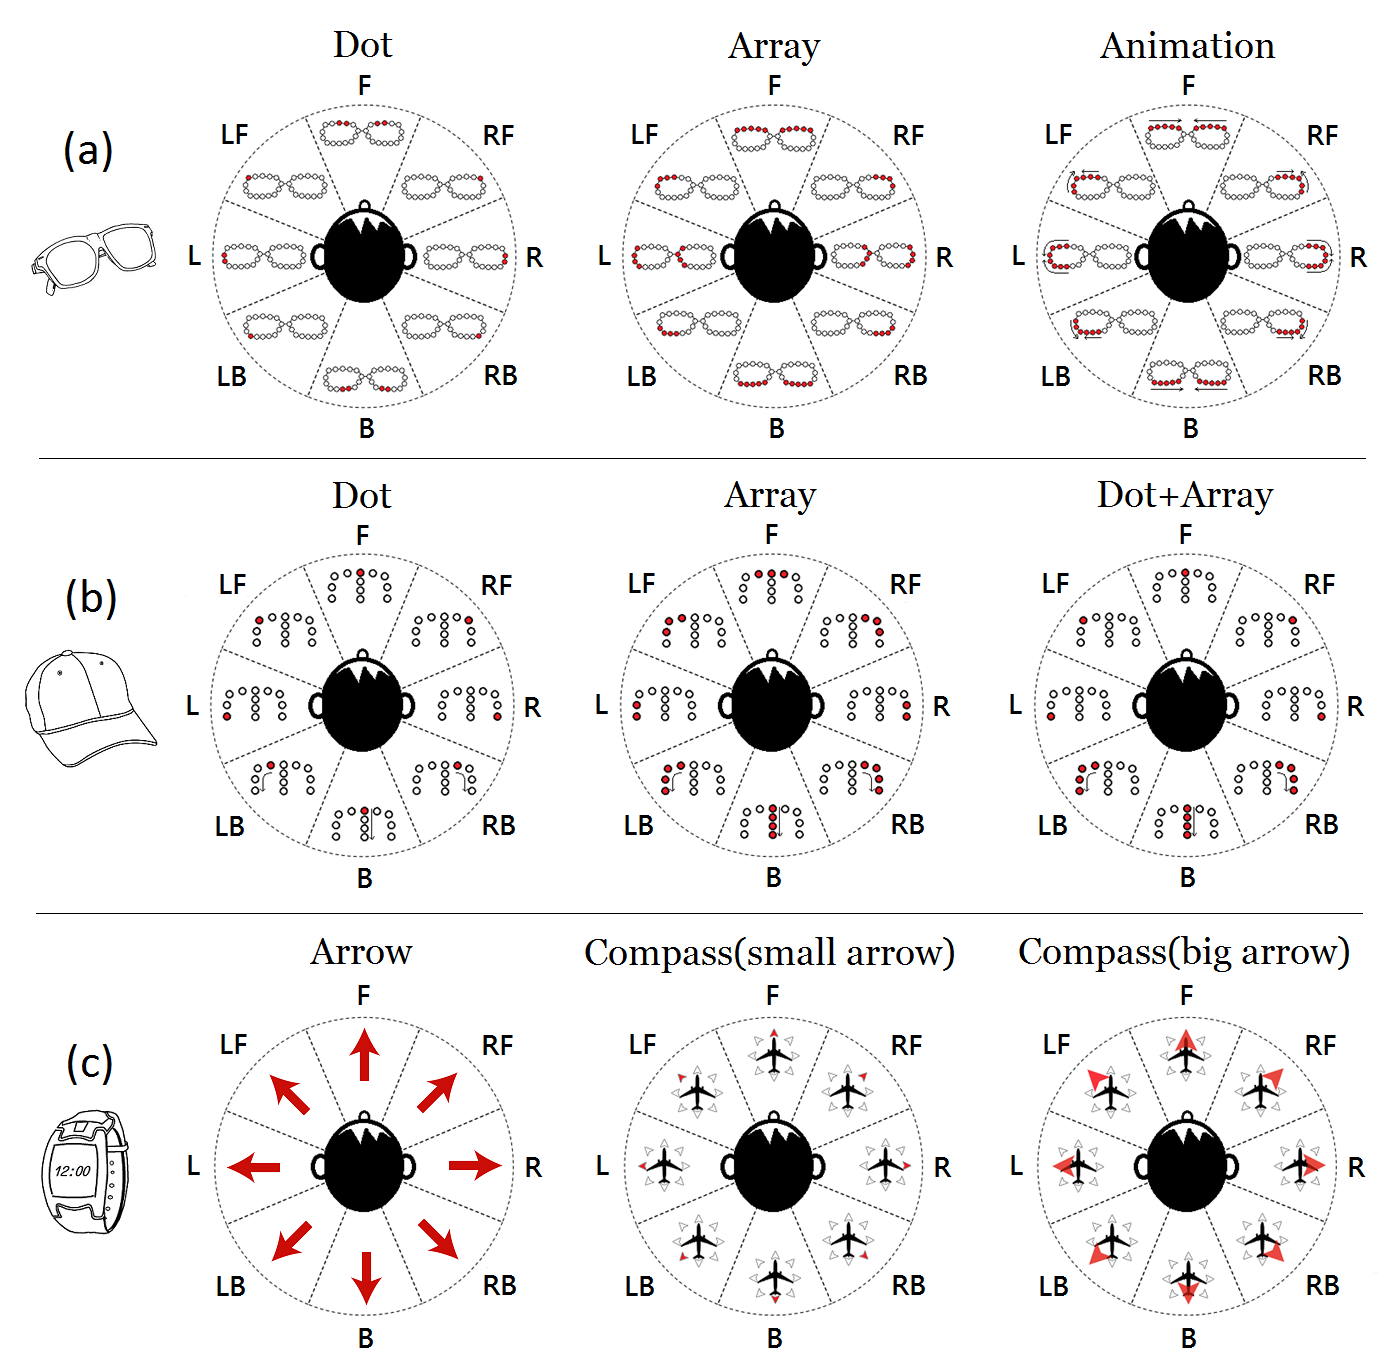 Dot
Array
Animation
F
F
F
LF
RF
LF
RF
LF
RF
(a)
L
R
L
R
L
R
LB
RB
LB
RB
LB
RB
B
B
B
Dot
Array
Dot+Array
F
F
F
LF
RF
LF
RF
LF
RF
(b)
L
R
L
R
L
R
LB
RB
LB
RB
LB
RB
B
B
B
Arrow
Compass(small arrow)
Compass(big arrow)
F
F
F
LF
RF
LF
RF
LF
RF
(c)
12:00
L
R
L
R
L
R
LB
RB
LB
RB
LB
RB
B
B
B